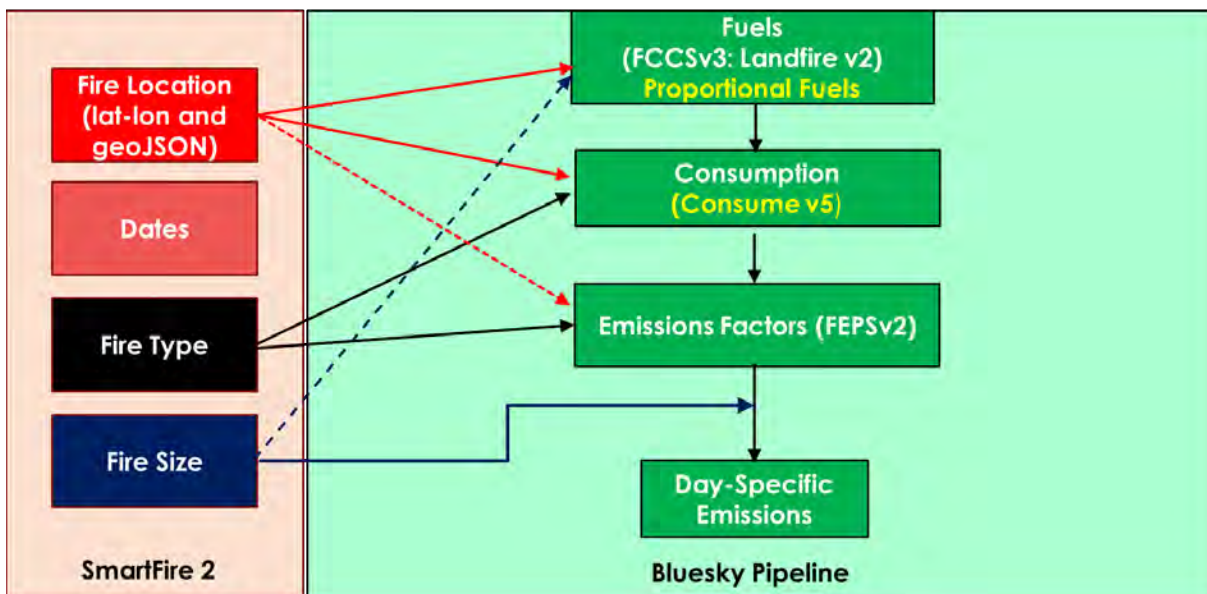 Fire Location
(lat-lon and
geoJSON)
Dates
Fire Type
Fire Size
SmartFire 2
Fuels
(FCCSv3: Landfire v2)
Proportional Fuels
Consumption
(Consume v5)
Emissions Factors (FEPSv2)
Day-Specific
Emissions
Bluesky Pipeline